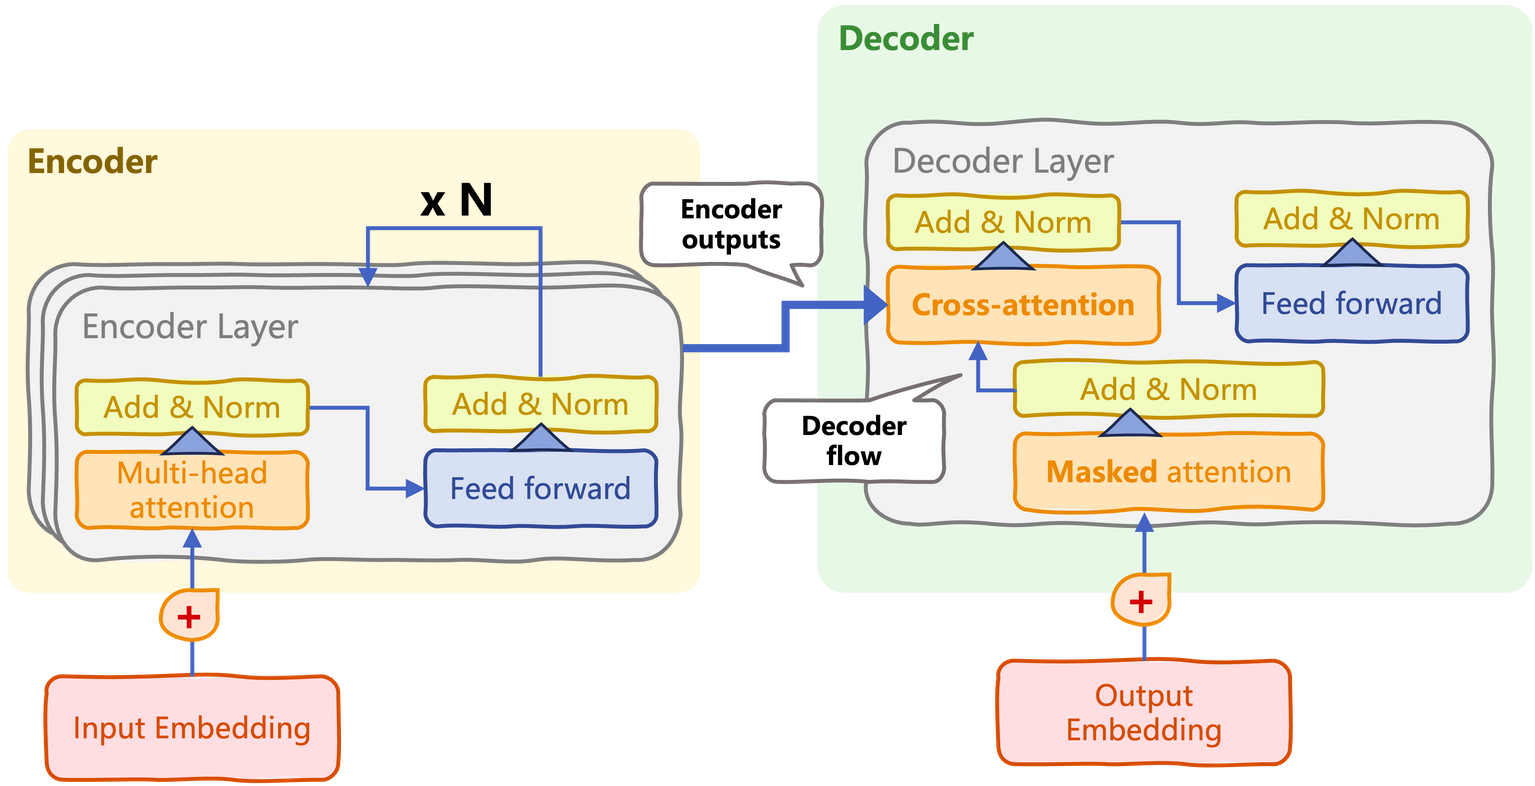 Decoder
Encoder
x N
Encoder
outputs
Decoder Layer
Add & Norm
Add & Norm
Cross-attention
Feed forward
Encoder Layer
Add & Norm
Add & Norm
Multi-head
attention
Feed forward
Decoder
flow
Add & Norm
Masked attention
+
+
Input Embedding
Output
Embedding